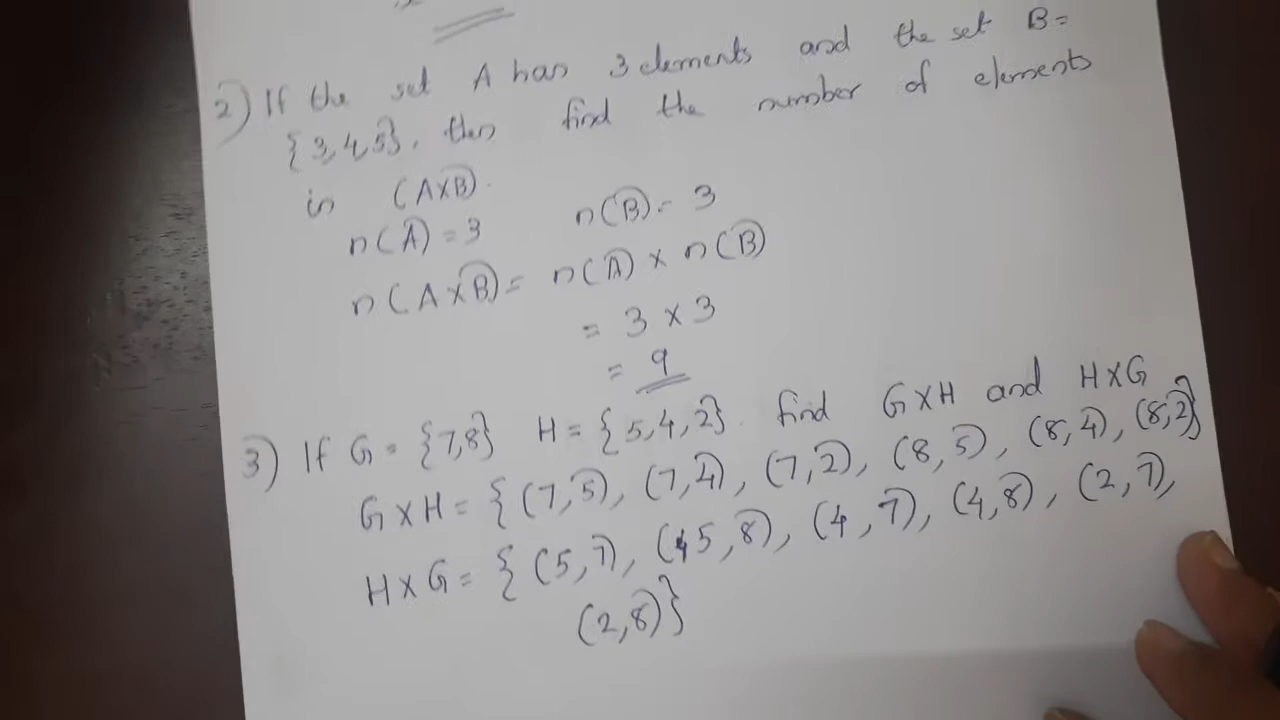 2) If the set A has 3 elements and the set B =
{3,4,5}, then find the number of elements
in (A×B).
n(A) = 3 n(B) = 3
n(A×B) = n(A) × n(B)
= 3 × 3
= 9
3) If G = {7,8} H = {5,4,2}. find G×H and H×G
G×H = {(7,5), (7,4), (7,2), (8,5), (8,4), (8,2)}
H×G = {(5,7), (5,8), (4,7), (4,8), (2,7),
(2,8)}